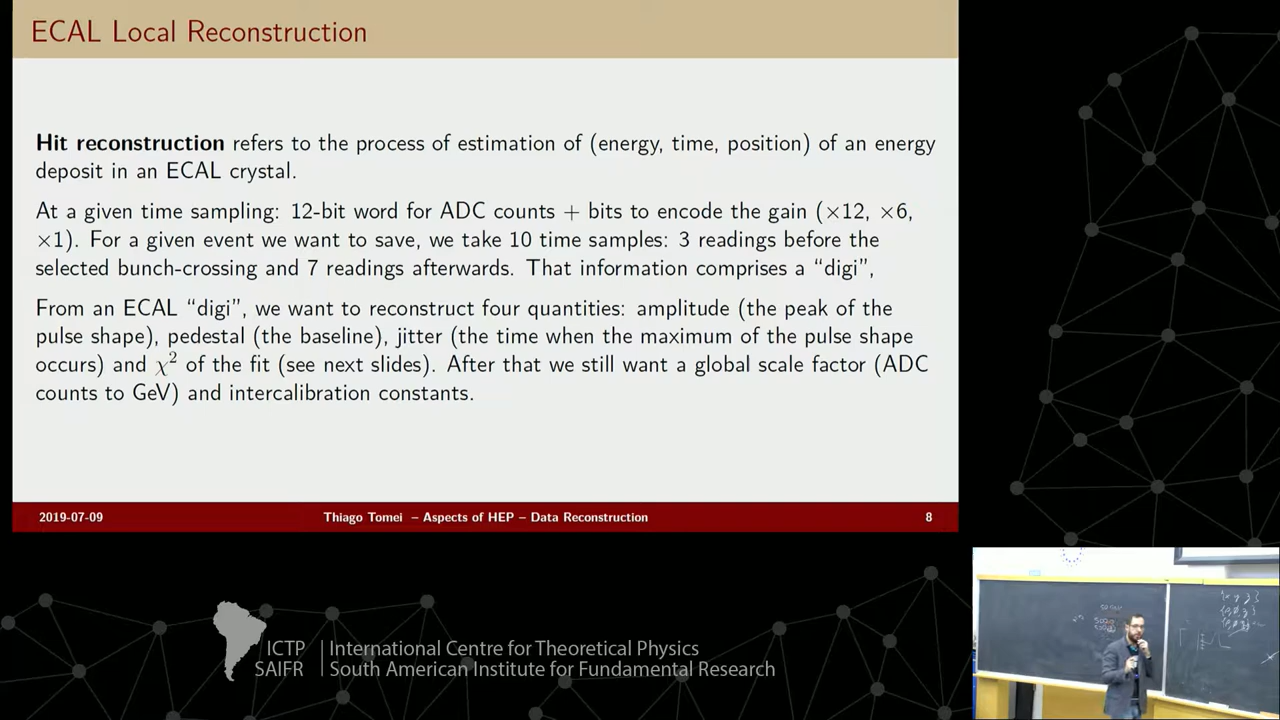 ECAL Local Reconstruction
Hit reconstruction refers to the process of estimation of (energy, time, position) of an energy
deposit in an ECAL crystal.
At a given time sampling: 12-bit word for ADC counts + bits to encode the gain (×12, ×6,
×1). For a given event we want to save, we take 10 time samples: 3 readings before the
selected bunch-crossing and 7 readings afterwards. That information comprises a “digi”,
From an ECAL “digi”, we want to reconstruct four quantities: amplitude (the peak of the
pulse shape), pedestal (the baseline), jitter (the time when the maximum of the pulse shape
occurs) and χ² of the fit (see next slides). After that we still want a global scale factor (ADC
counts to GeV) and intercalibration constants.
2019-07-09 Thiago Tomei – Aspects of HEP – Data Reconstruction 8
ICTP International Centre for Theoretical Physics
SAIFR South American Institute for Fundamental Research